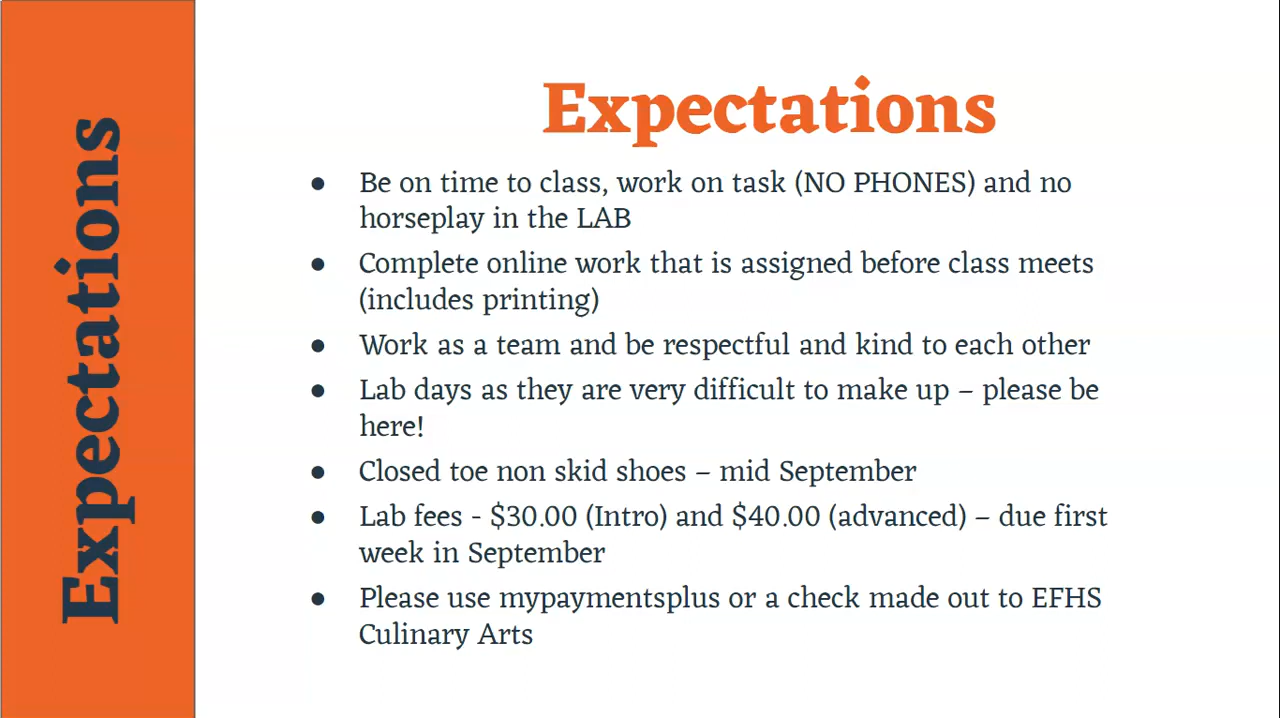 Expectations
Expectations
● Be on time to class, work on task (NO PHONES) and no
horseplay in the LAB
● Complete online work that is assigned before class meets
(includes printing)
● Work as a team and be respectful and kind to each other
● Lab days as they are very difficult to make up – please be
here!
● Closed toe non skid shoes – mid September
● Lab fees - $30.00 (Intro) and $40.00 (advanced) – due first
week in September
● Please use mypaymentsplus or a check made out to EFHS
Culinary Arts